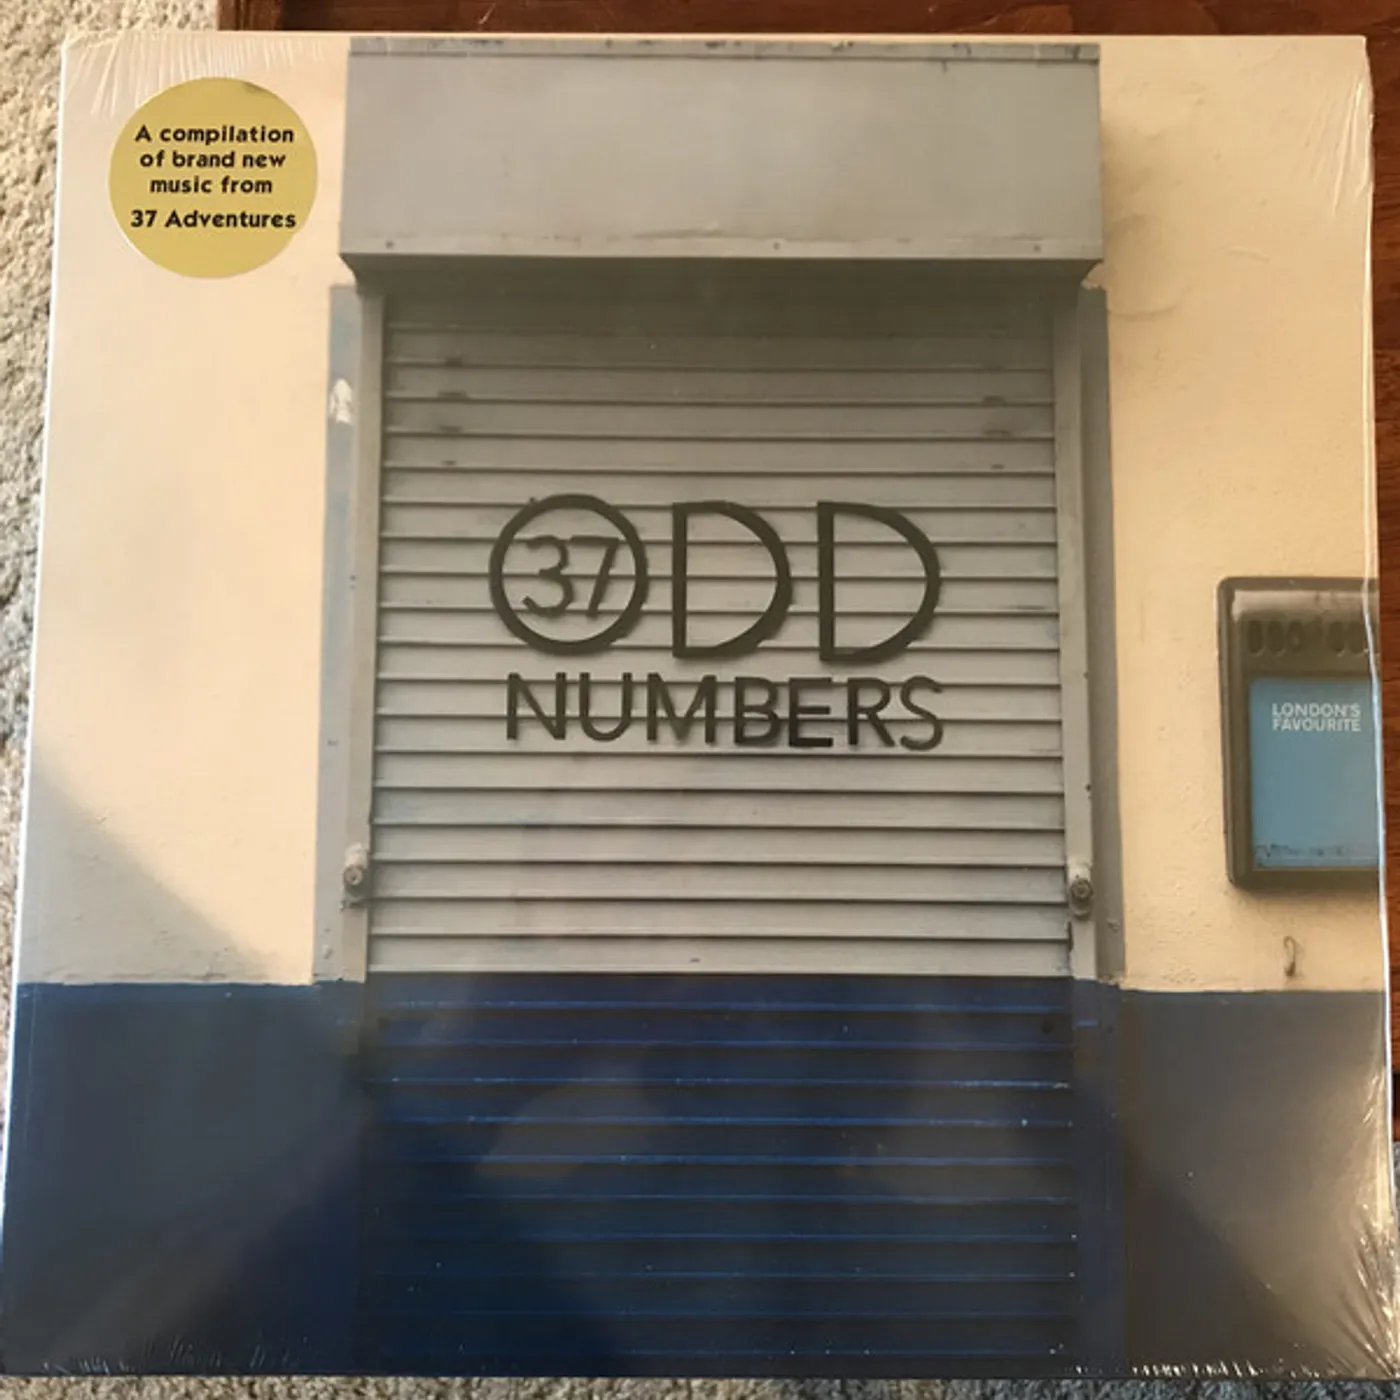 A compilation
of brand new
music from
37 Adventures
37 ODD
NUMBERS
LONDON'S
FAVOURITE